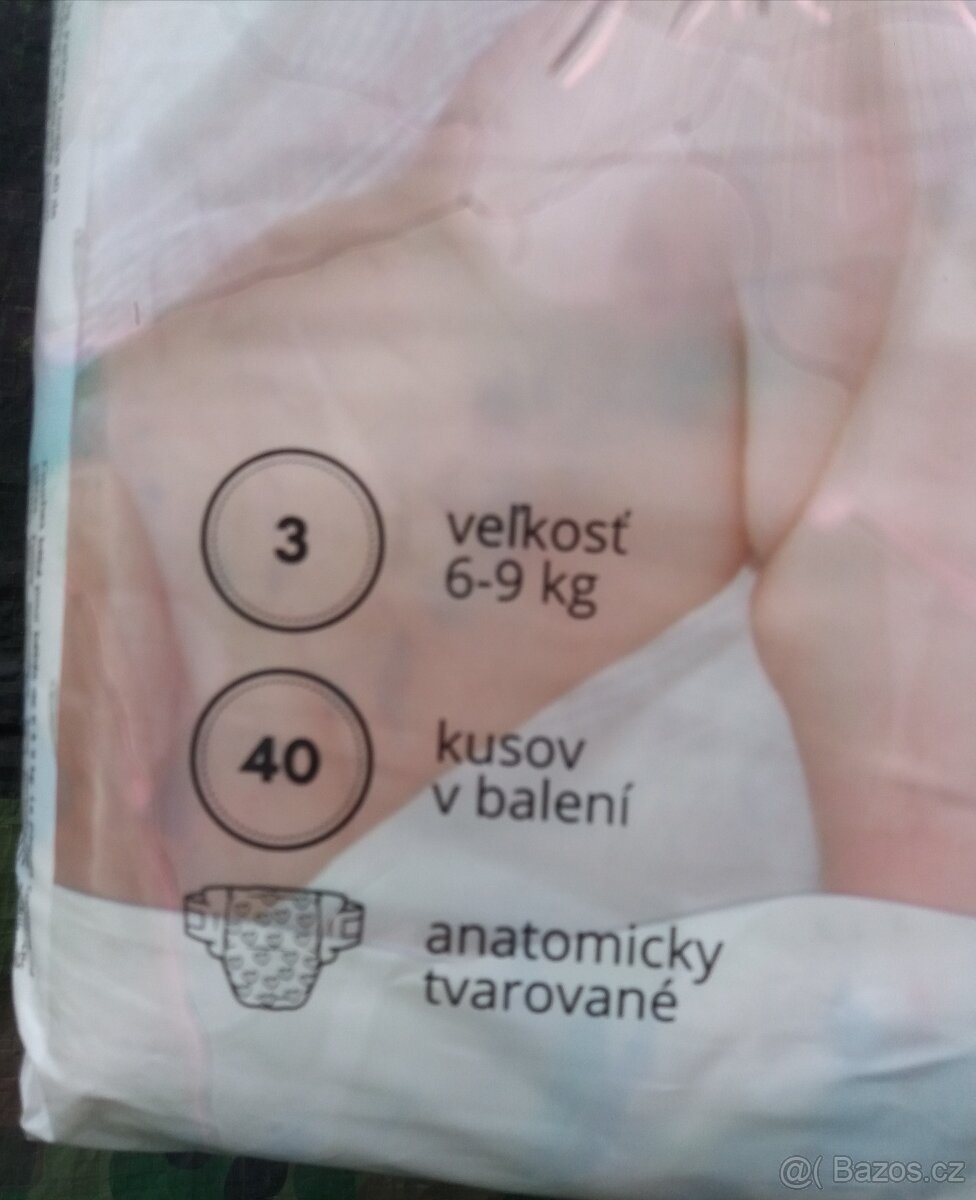 3
veľkosť
6-9 kg
40
kusov
v balení
anatomicky
tvarované
@( Bazos.cz